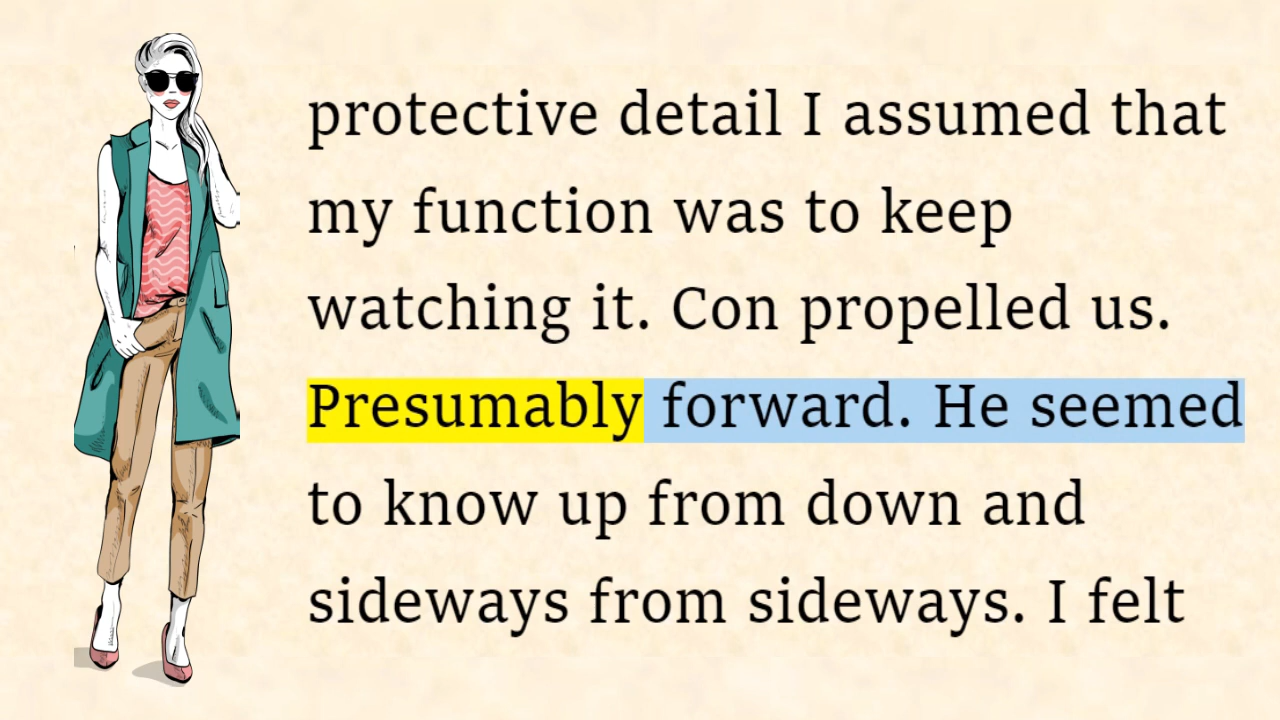 protective detail I assumed that
my function was to keep
watching it. Con propelled us.
Presumably forward. He seemed
to know up from down and
sideways from sideways. I felt